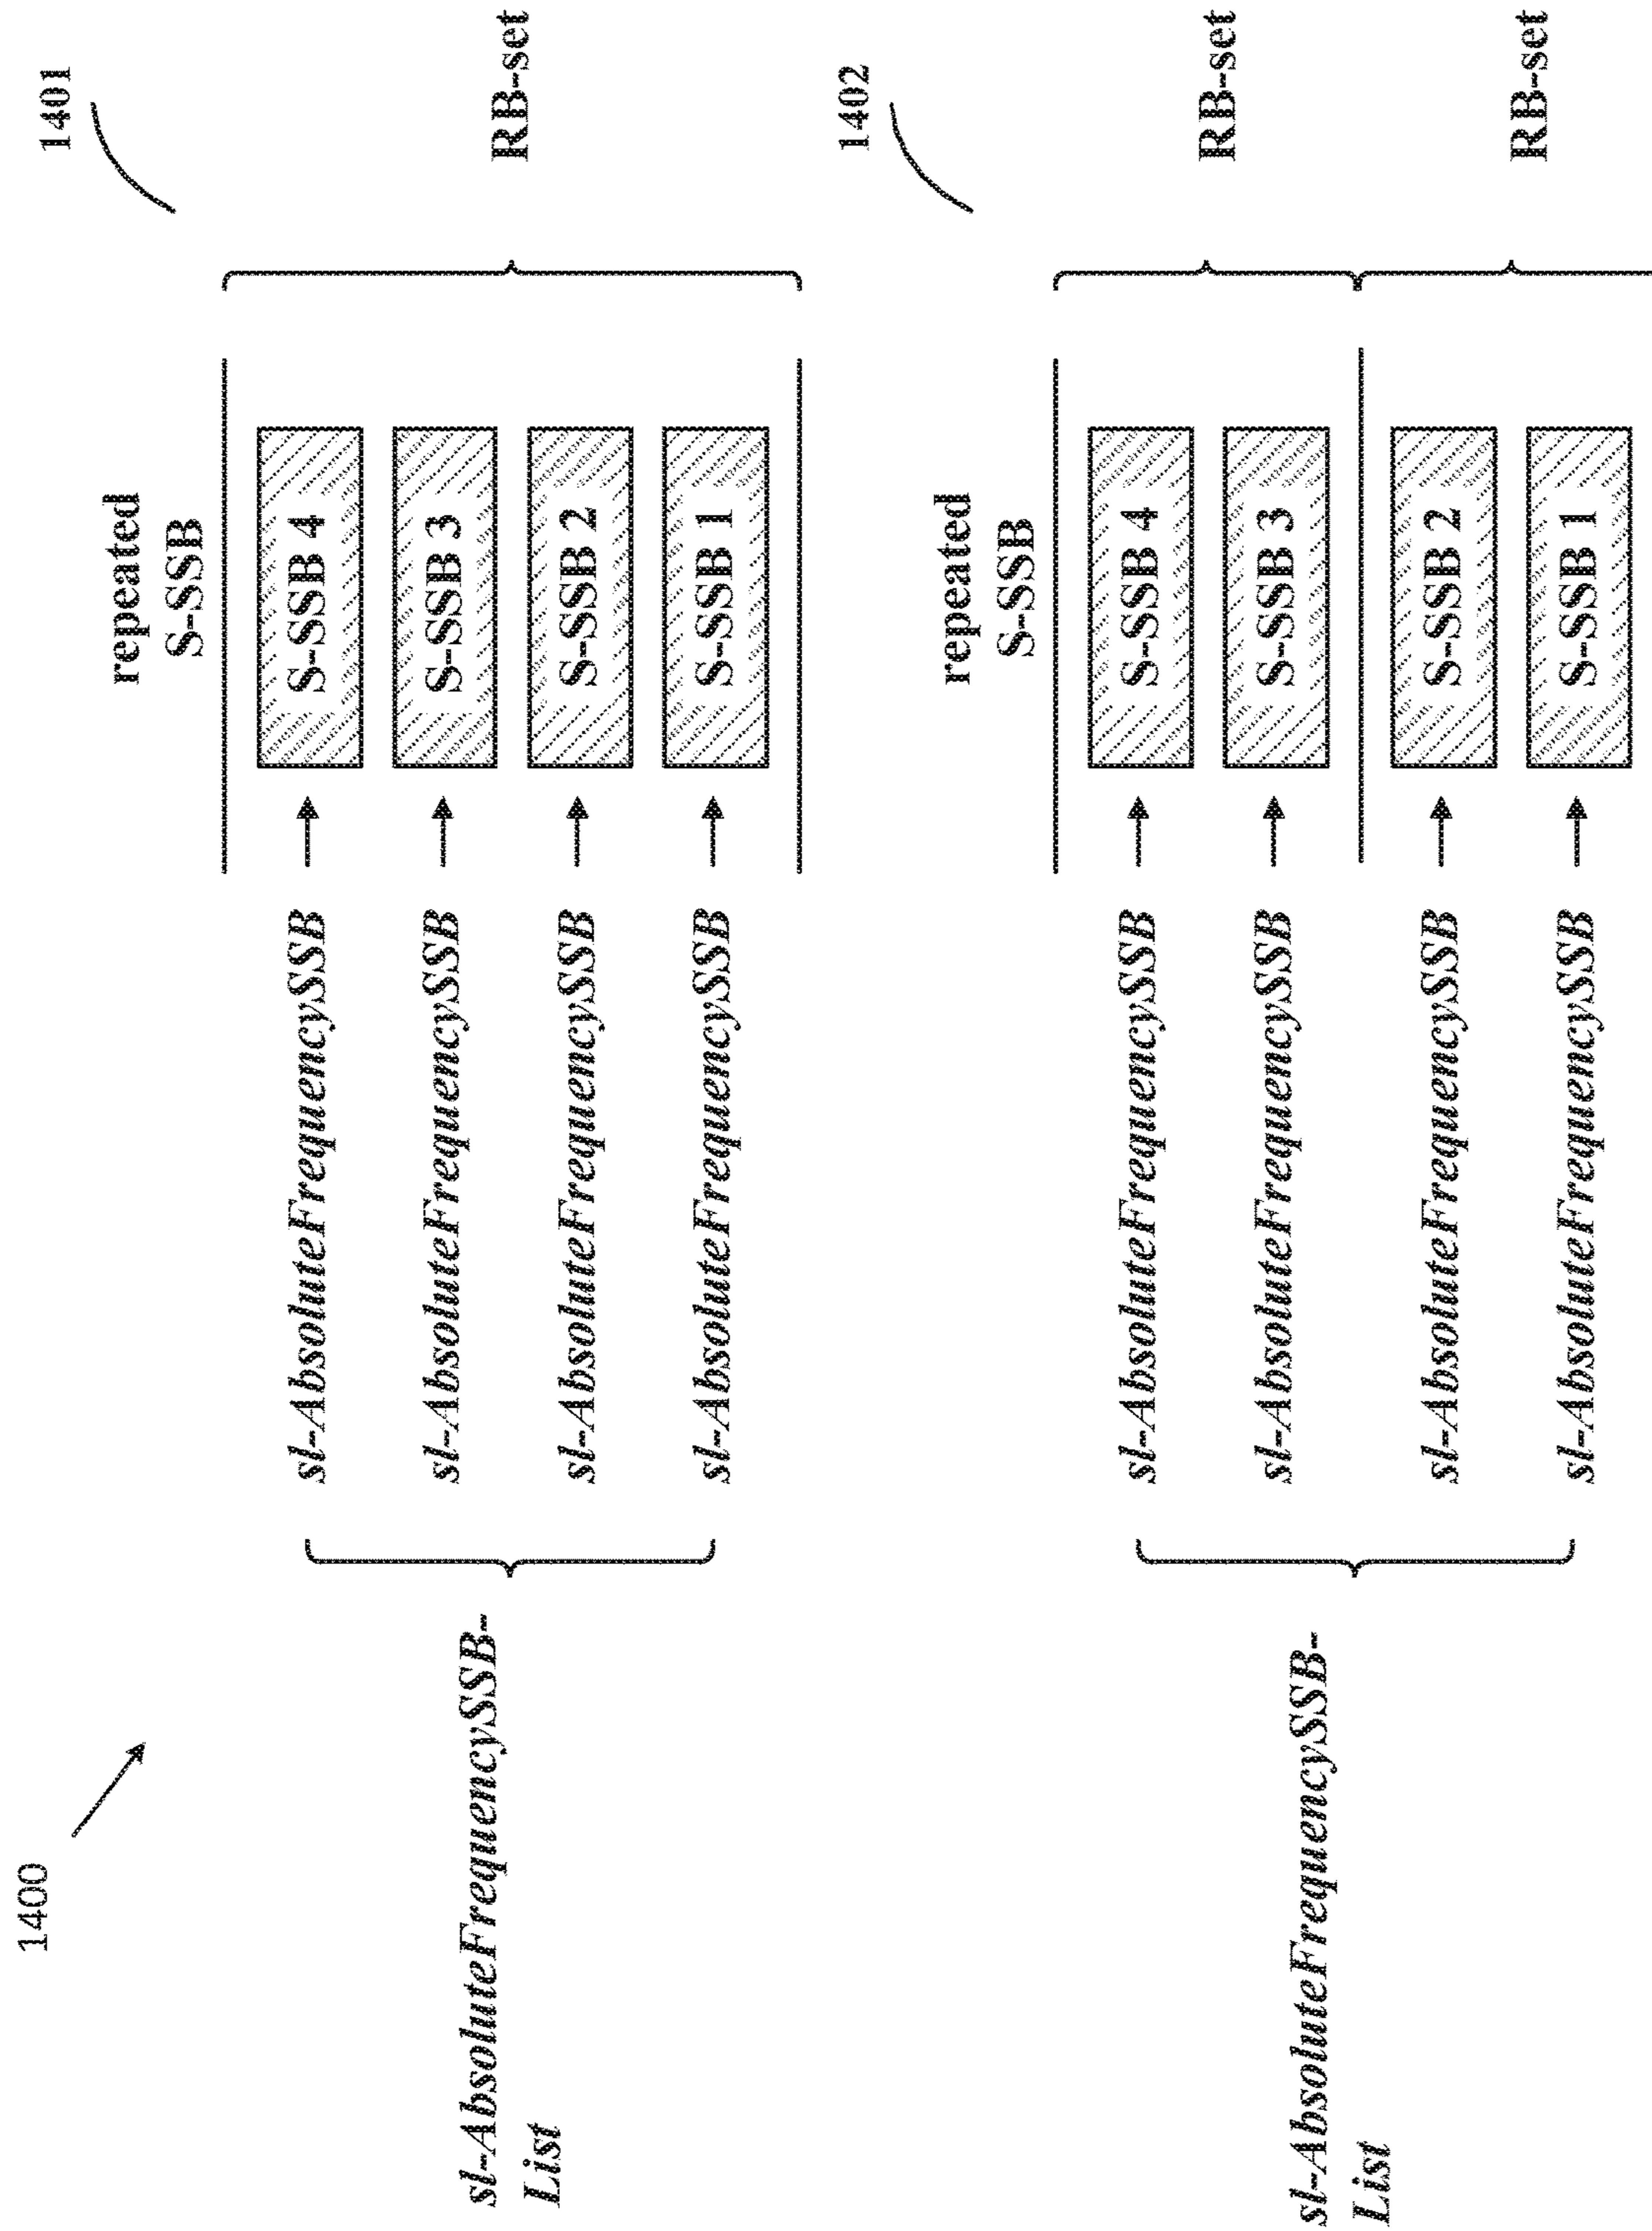 1400
1401
repeated
S-SSB
sl-AbsoluteFrequencySSB
S-SSB 4
sl-AbsoluteFrequencySSB
S-SSB 3
sl-AbsoluteFrequencySSB-
List
RB-set
sl-AbsoluteFrequencySSB
S-SSB 2
sl-AbsoluteFrequencySSB
S-SSB 1
1402
repeated
S-SSB
sl-AbsoluteFrequencySSB
S-SSB 4
RB-set
sl-AbsoluteFrequencySSB
S-SSB 3
sl-AbsoluteFrequencySSB-
List
sl-AbsoluteFrequencySSB
S-SSB 2
RB-set
sl-AbsoluteFrequencySSB
S-SSB 1